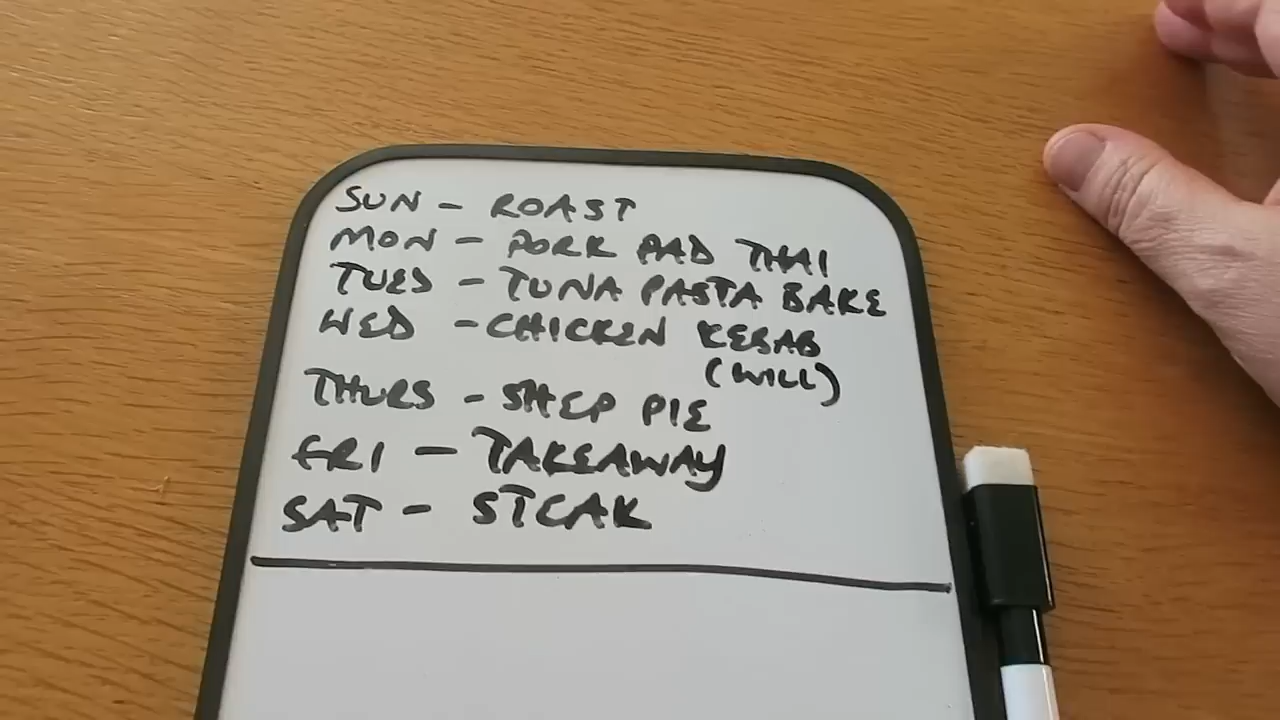 SUN - ROAST
MON - PORK PAD THAI
TUES - TUNA PASTA BAKE
WED - CHICKEN KEBAB
(WILL)
THURS - SHEP PIE
FRI - TAKEAWAY
SAT - STEAK